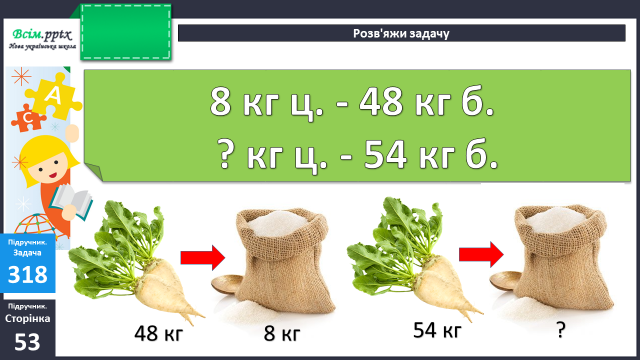 Всім.pptx
Нова українська школа
Розв'яжи задачу
8 кг ц. - 48 кг б.
? кг ц. - 54 кг б.
А
С
Підручник.
Задача
318
Підручник.
Сторінка
53
48 кг
8 кг
54 кг
?